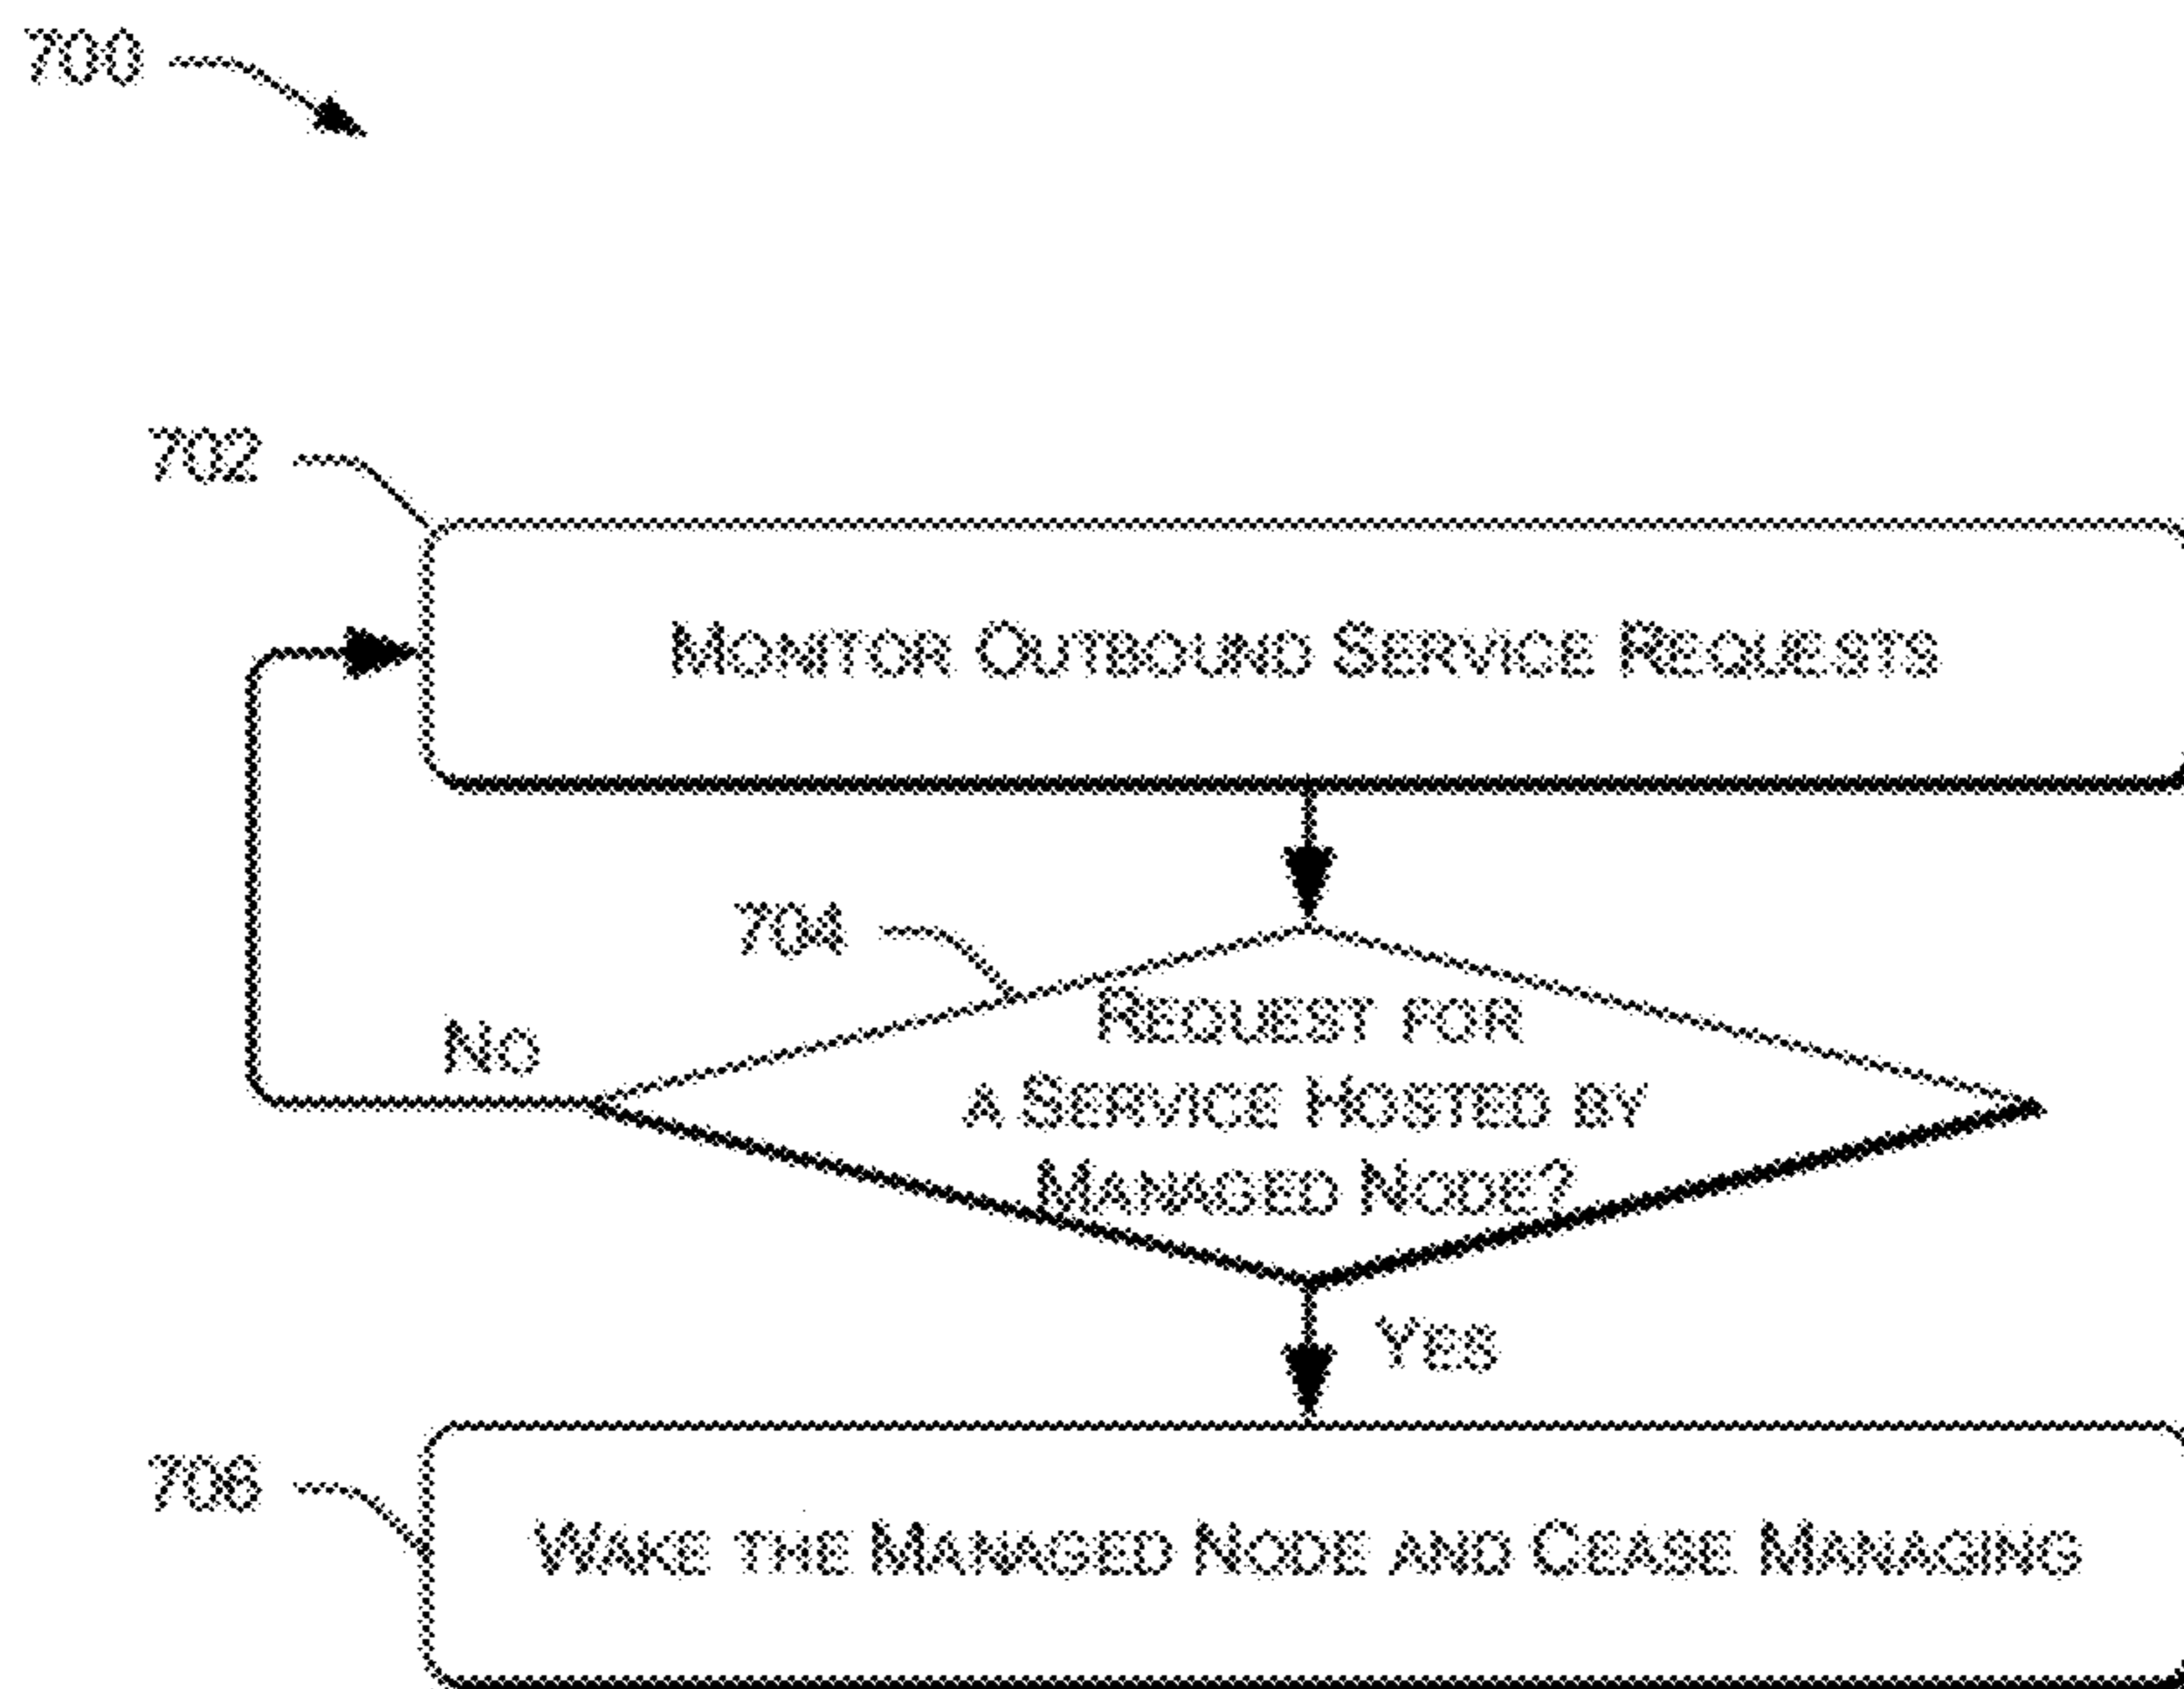 700
702
Monitor Outbound Service Requests
704
Request for
a Service Hosted by
Managed Node?
No
Yes
706
Wake the Managed Node and Cease Managing